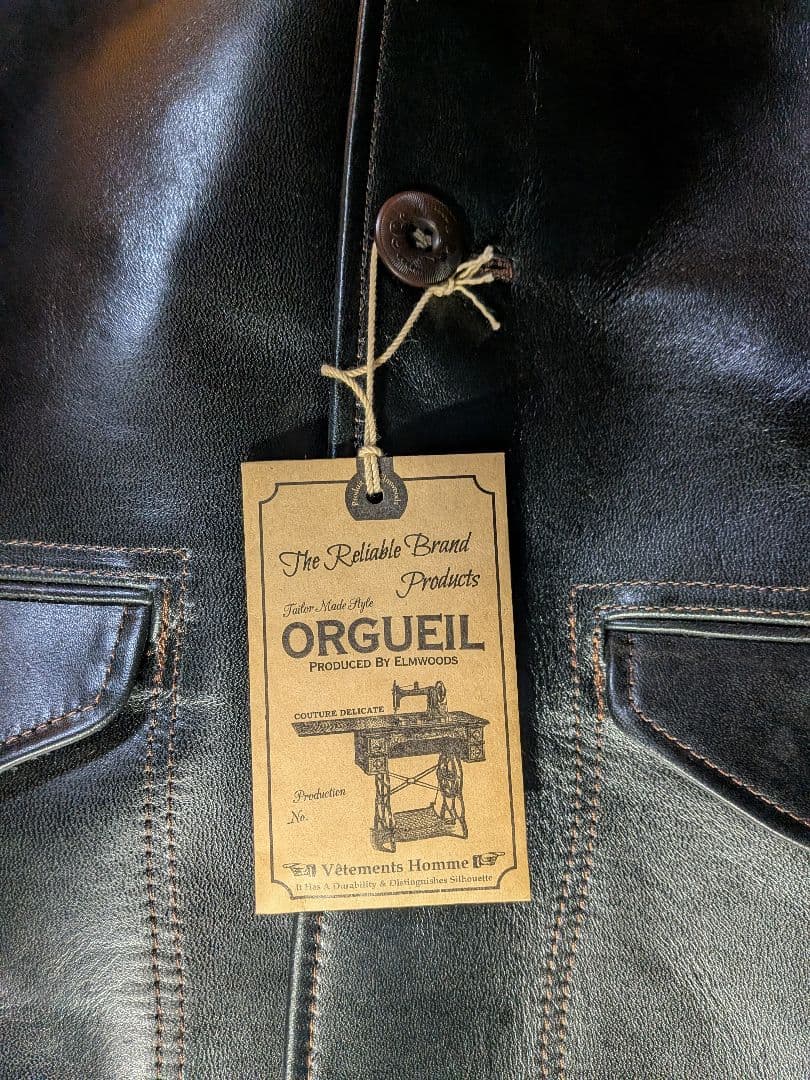 The Reliable Brand
Products
Tailor Made Style
ORGUEIL
PRODUCED BY ELMWOODS
COUTURE DELICATE
Production
No.
Vêtements Homme
It Has A Durability & Distinguishes Silhouette